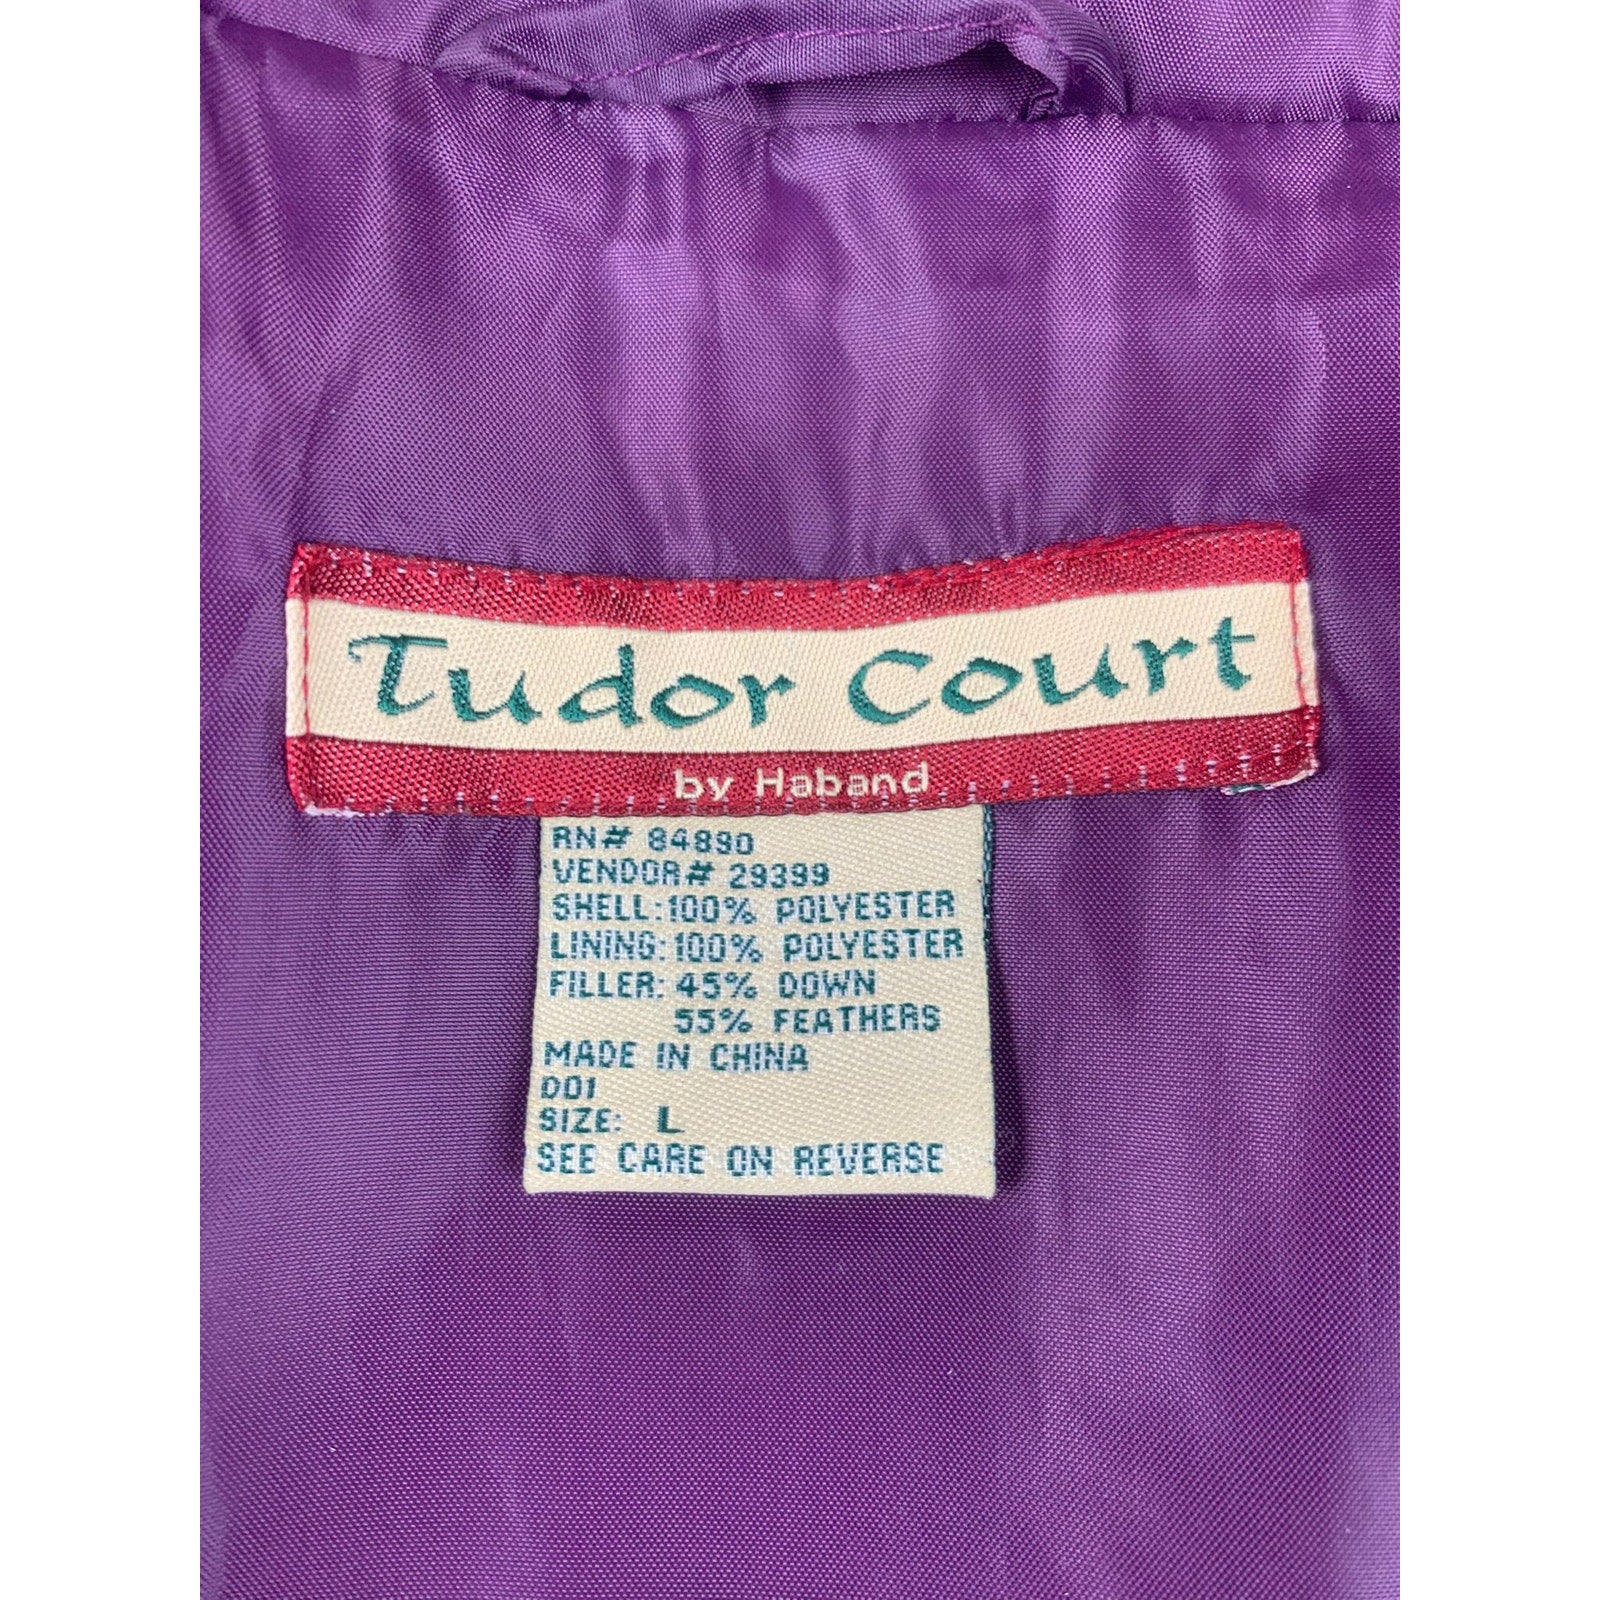 Tudor Court
by Haband
RN# 84890
VENDOR# 29399
SHELL:100% POLYESTER
LINING:100% POLYESTER
FILLER: 45% DOWN
55% FEATHERS
MADE IN CHINA
001
SIZE: L
SEE CARE ON REVERSE